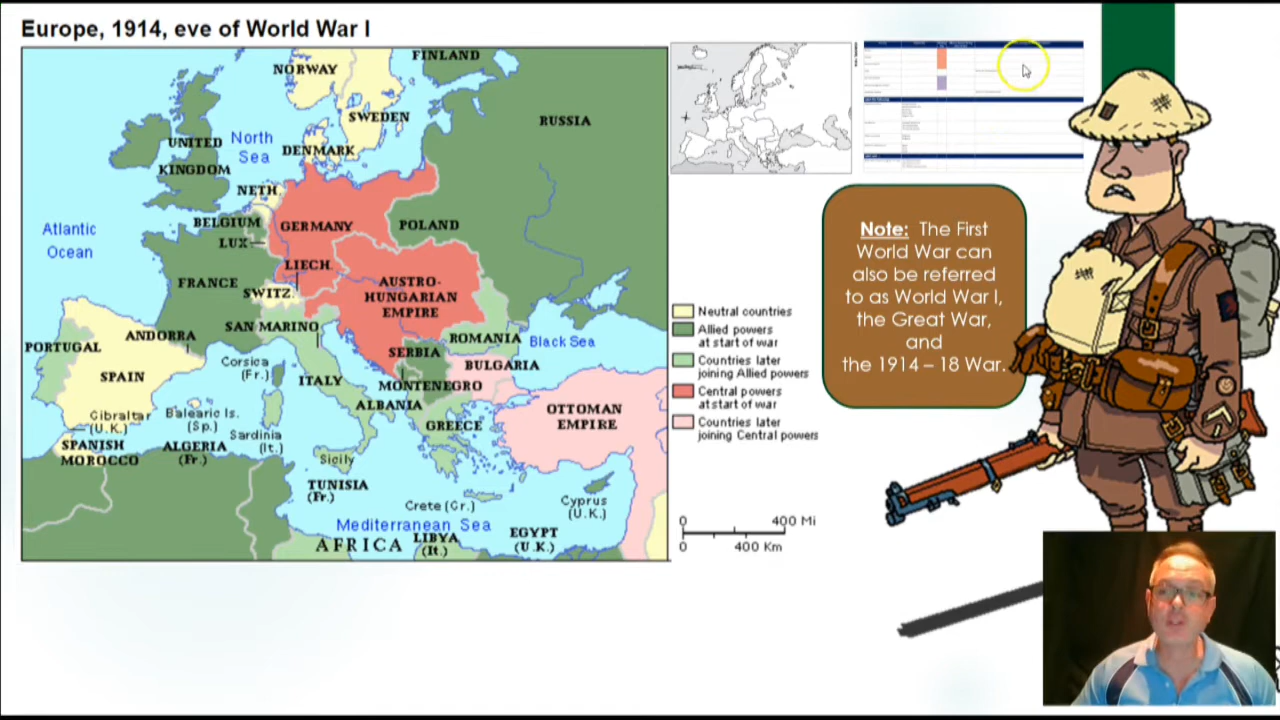 Europe, 1914, eve of World War I
FINLAND
NORWAY
RUSSIA
SWEDEN
North
Sea
UNITED
KINGDOM
DENMARK
NETH.
BELGIUM
LUX
GERMANY
POLAND
Atlantic
Ocean
LIECH.
FRANCE
SWITZ.
AUSTRO-
HUNGARIAN
EMPIRE
SAN MARINO
ANDORRA
PORTUGAL
ROMANIA
Black Sea
SERBIA
BULGARIA
Corsica
(Fr.)
SPAIN
ITALY
MONTENEGRO
ALBANIA
OTTOMAN
EMPIRE
Gibraltar
(U.K.)
Balearic Is.
(Sp.)
GREECE
Sardinia
(It.)
SPANISH
MOROCCO
ALGERIA
(Fr.)
Sicily
TUNISIA
(Fr.)
Crete (Gr.)
Cyprus
(U.K.)
Mediterranean Sea
AFRICA
LIBYA
(It.)
EGYPT
(U.K.)
Neutral countries
Allied powers
at start of war
Countries later
joining Allied powers
Central powers
at start of war
Countries later
joining Central powers
0 400 Mi
0 400 Km
Note: The First
World War can
also be referred
to as World War I,
the Great War,
and
the 1914 – 18 War.